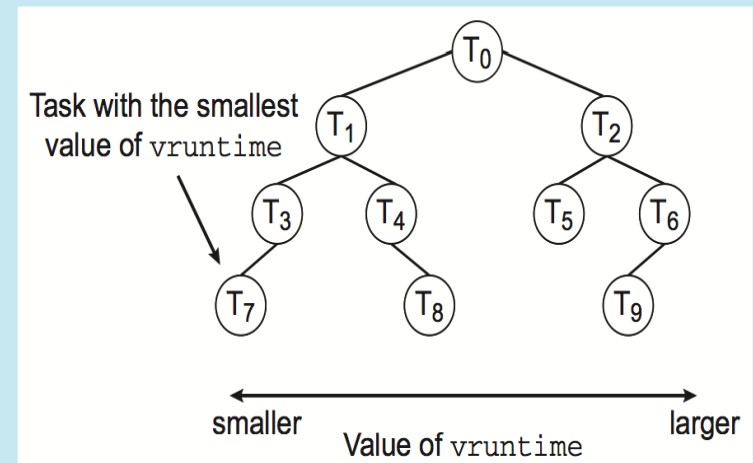 T0
Task with the smallest
value of vruntime
T1
T2
T3
T4
T5
T6
T7
T8
T9
smaller
larger
Value of vruntime